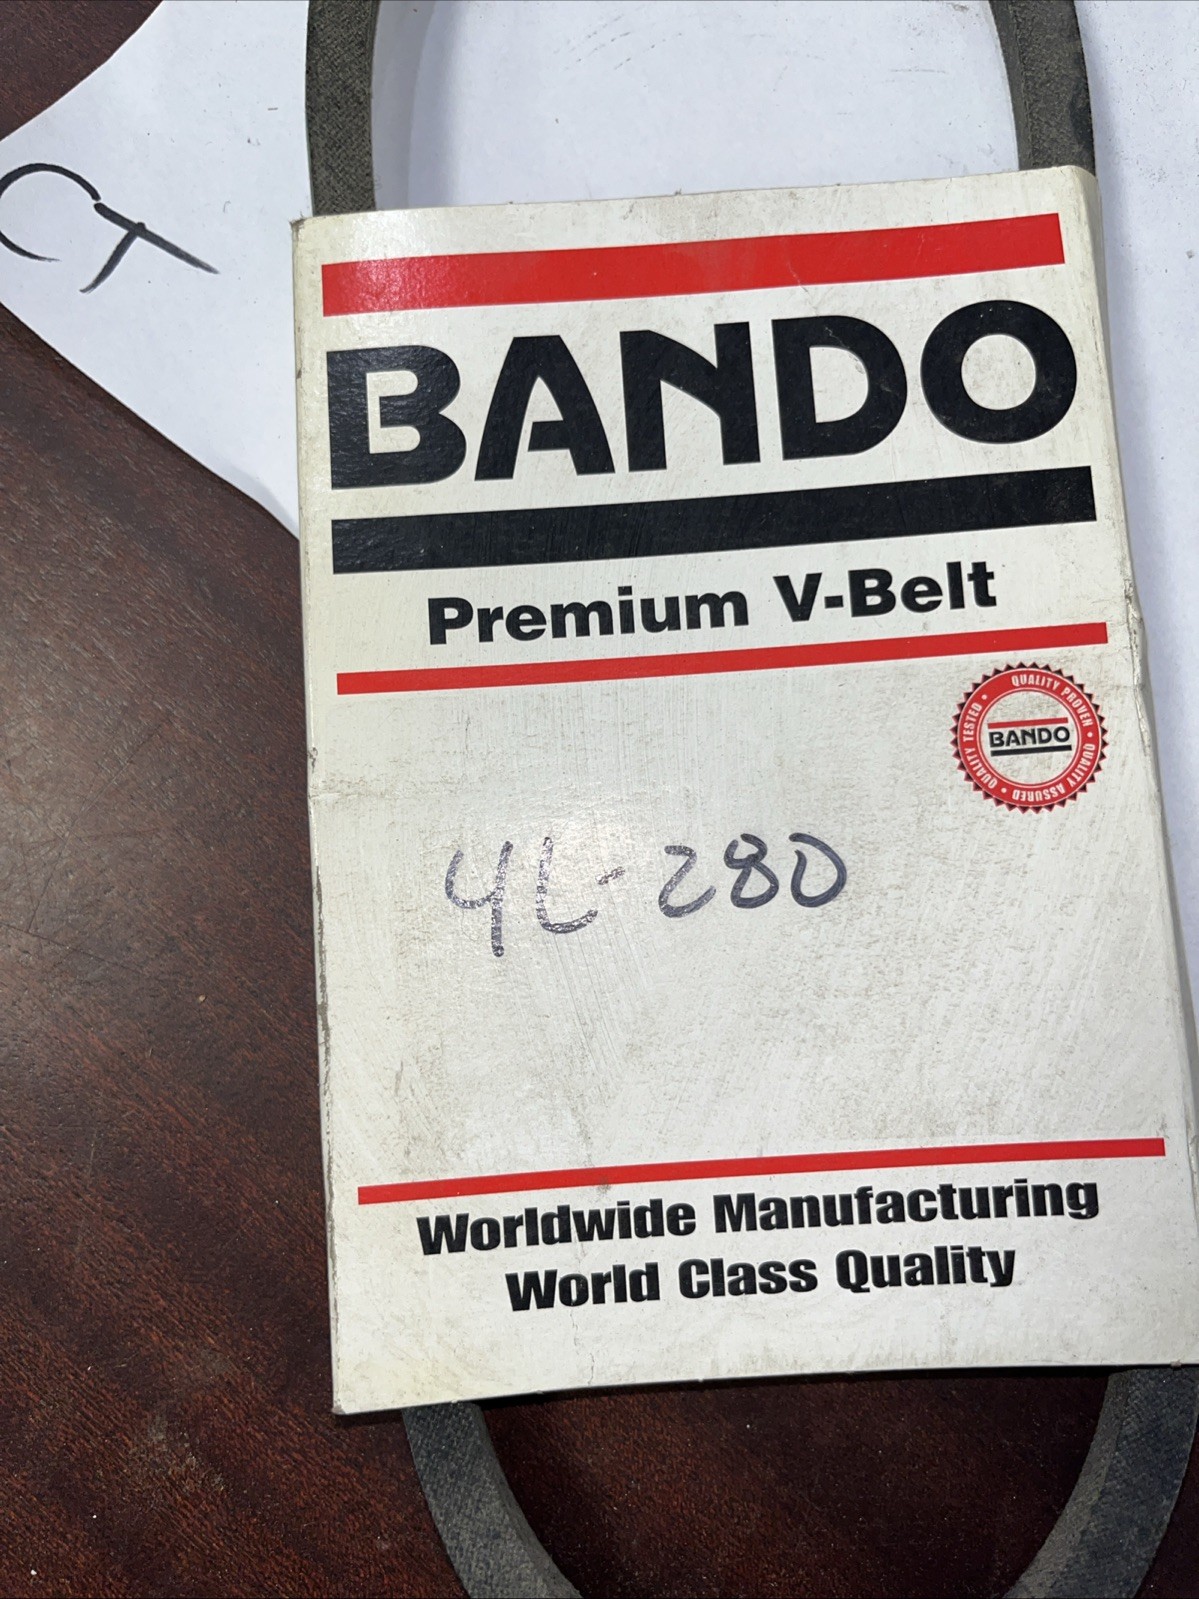 CT
BANDO
Premium V-Belt
QUALITY TESTED • QUALITY PROVEN • QUALITY ASSURED •
BANDO
4L-280
Worldwide Manufacturing
World Class Quality